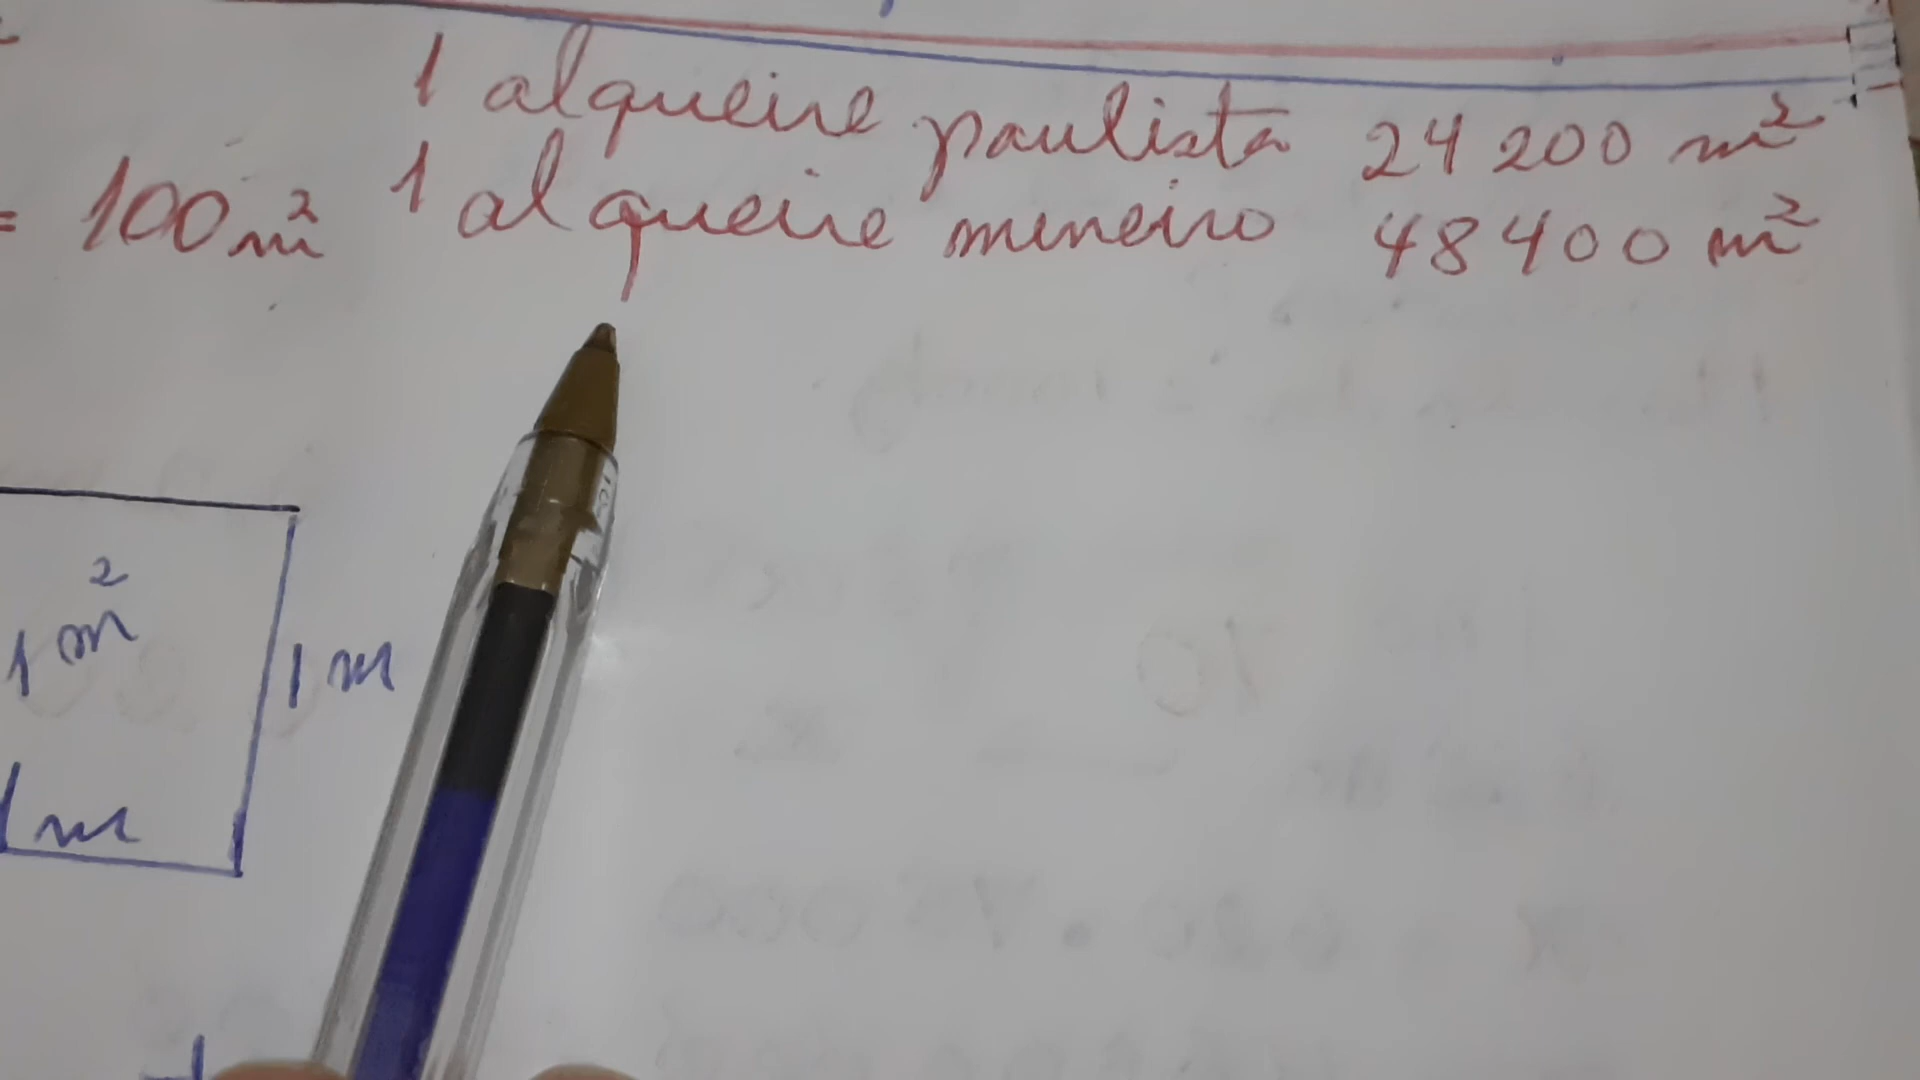 1 alqueire paulista 24 200 m²
= 100 m² 1 alqueire mineiro 48 400 m²
1 m²
1 m
1 m